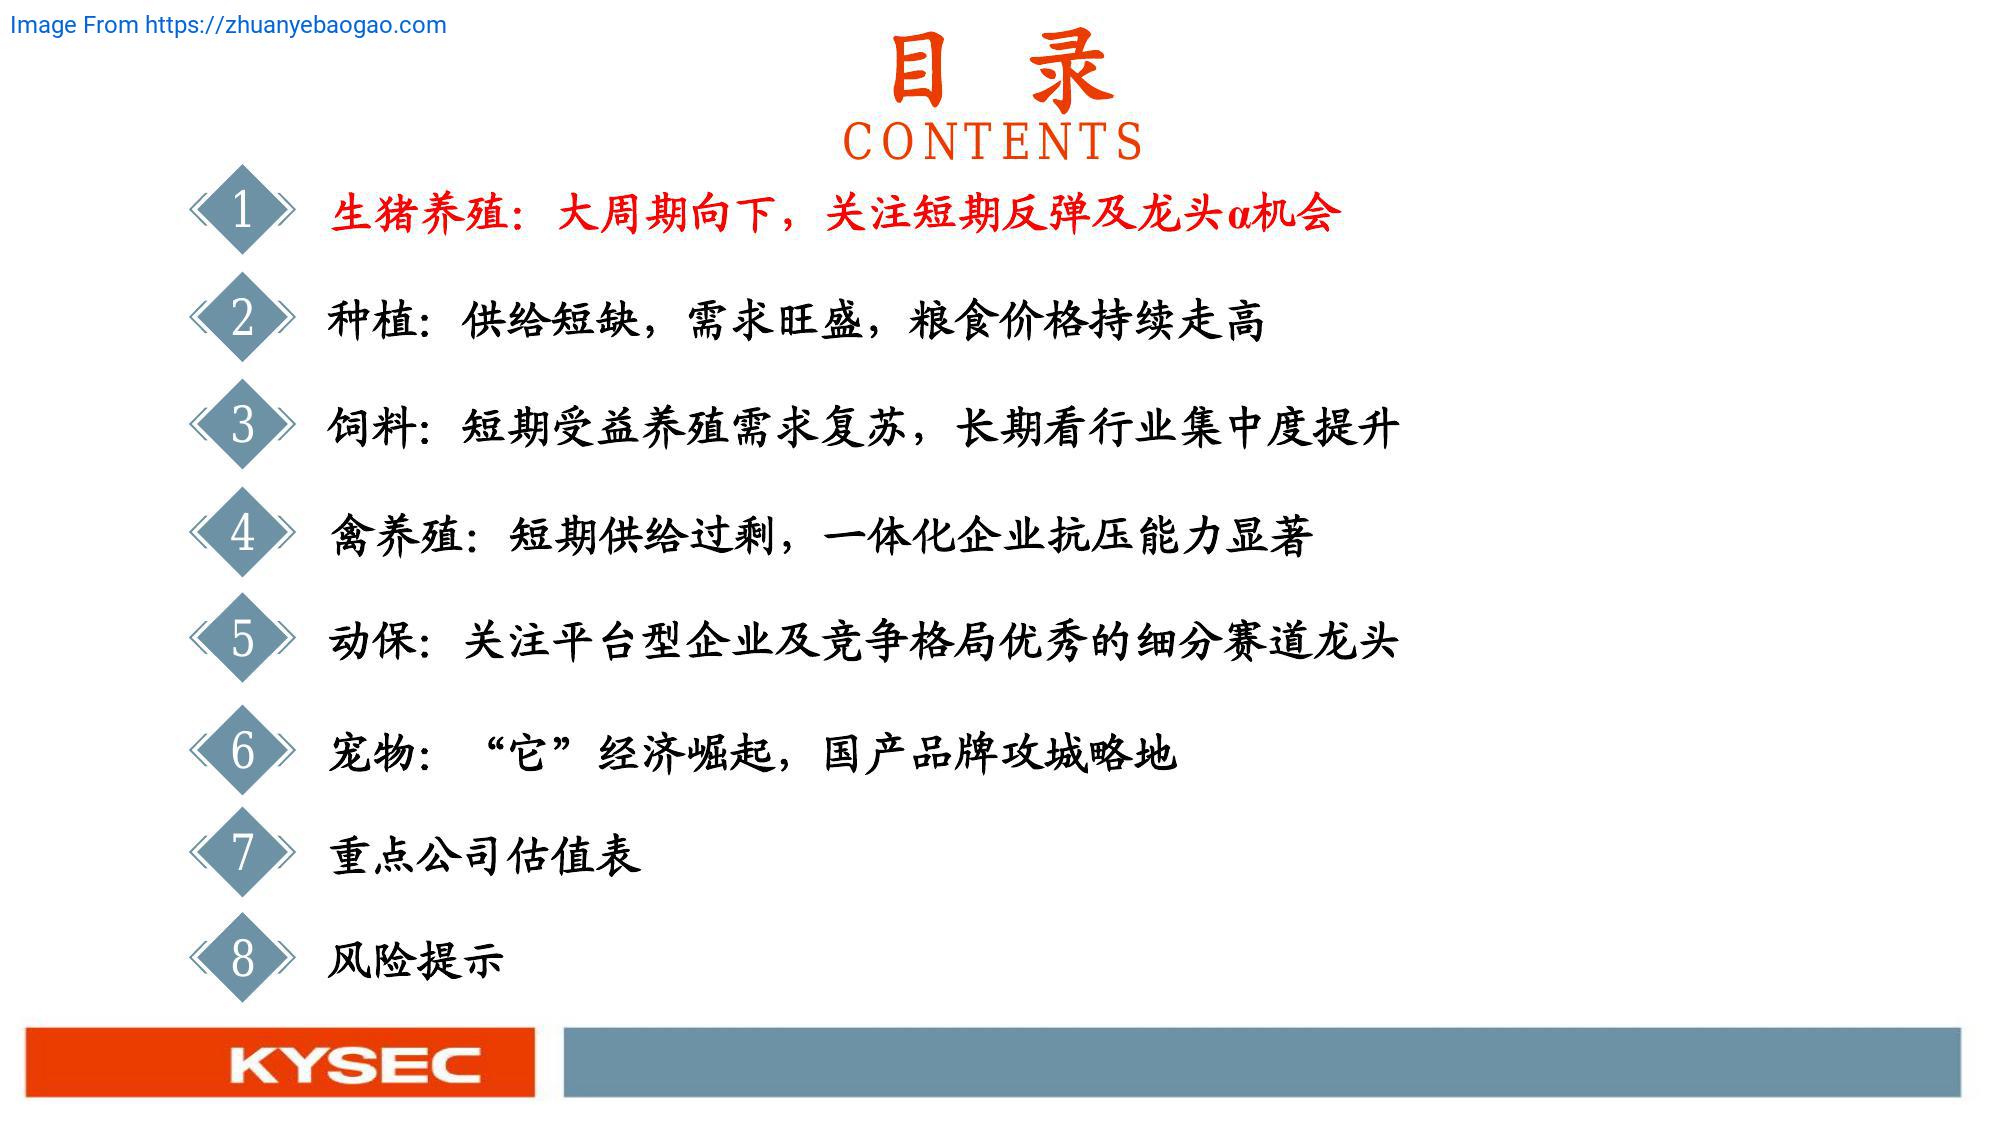 Image From https://zhuanyebaogao.com
目 录
CONTENTS
1 生猪养殖：大周期向下，关注短期反弹及龙头α机会
2 种植：供给短缺，需求旺盛，粮食价格持续走高
3 饲料：短期受益养殖需求复苏，长期看行业集中度提升
4 禽养殖：短期供给过剩，一体化企业抗压能力显著
5 动保：关注平台型企业及竞争格局优秀的细分赛道龙头
6 宠物：“它”经济崛起，国产品牌攻城略地
7 重点公司估值表
8 风险提示
KYSEC